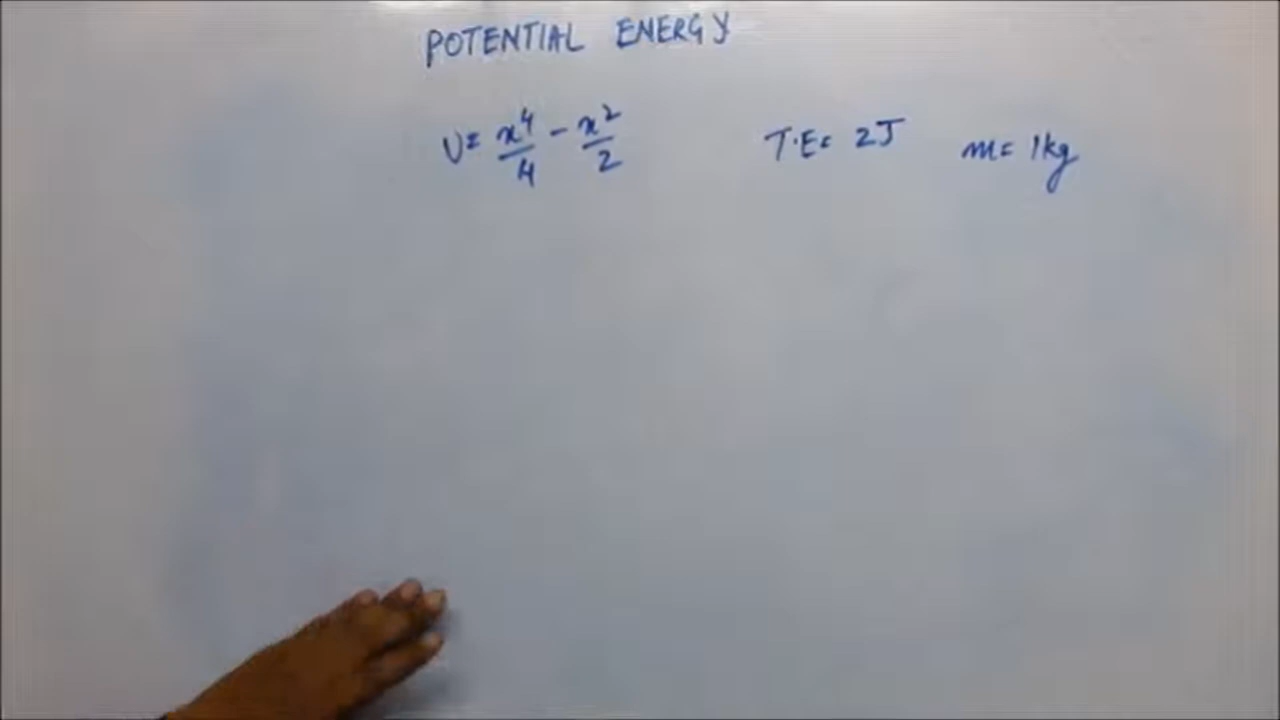 POTENTIAL ENERGY
U= x⁴/4 - x²/2 T.E= 2J m= 1kg